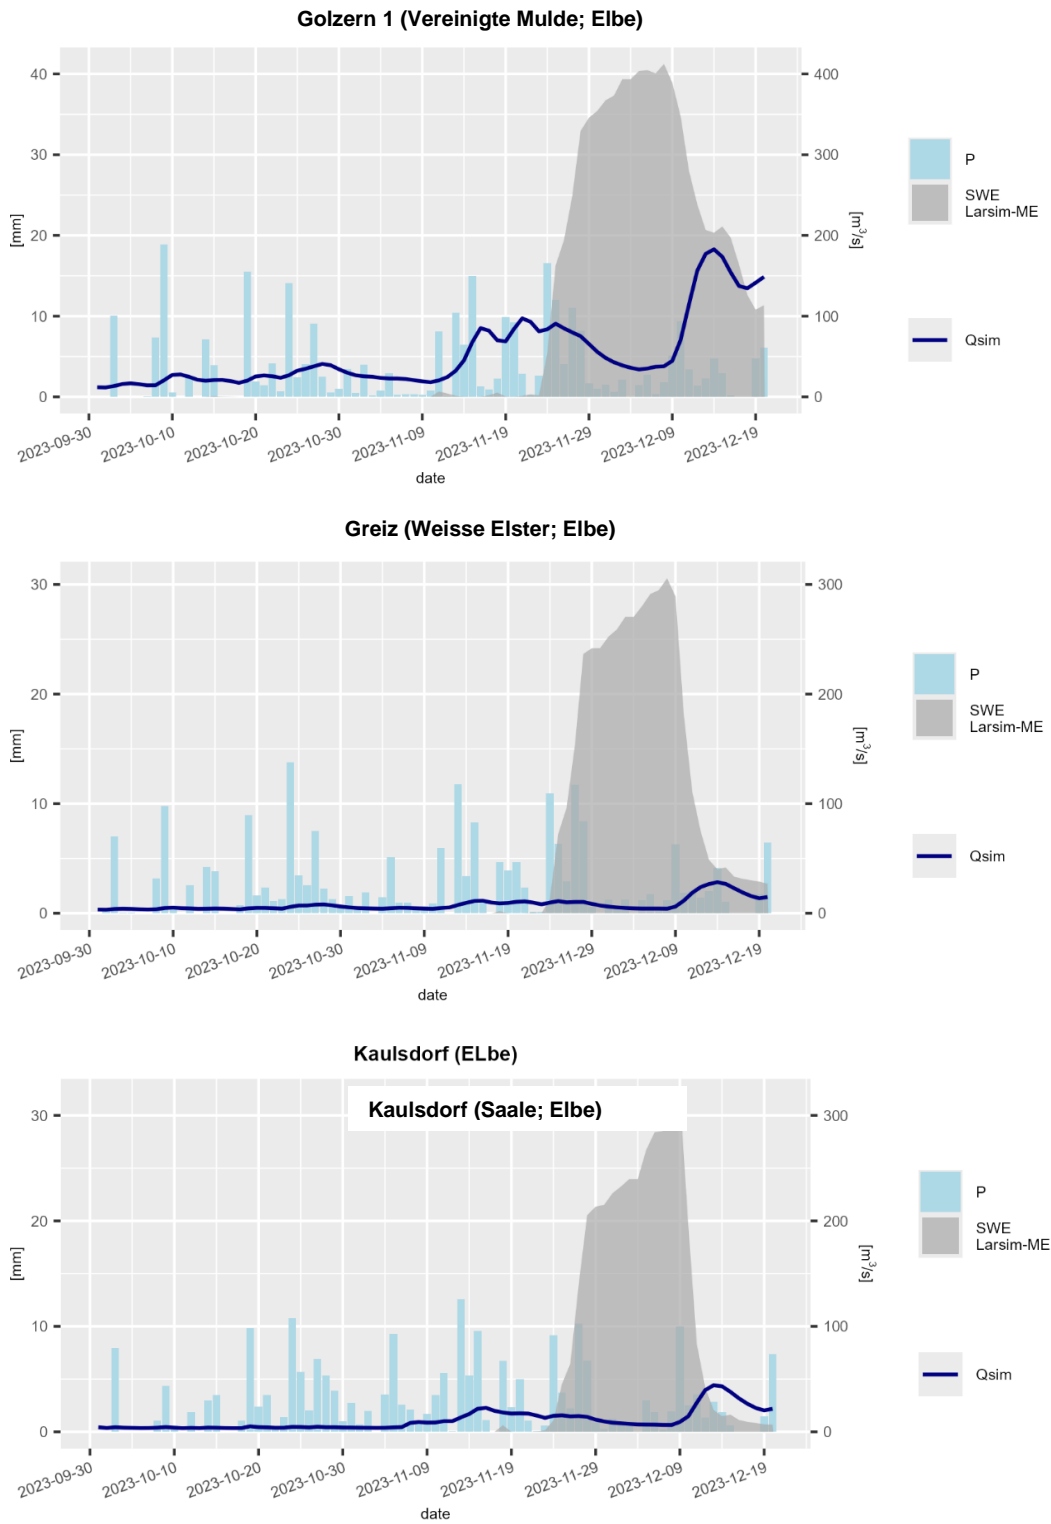 Golzern 1 (Vereinigte Mulde; Elbe)
40
30
20
10
0
[mm]
400
300
200
100
0
[m³/s]
2023-09-30
2023-10-10
2023-10-20
2023-10-30
2023-11-09
2023-11-19
2023-11-29
2023-12-09
2023-12-19
date
P
SWE
Larsim-ME
Qsim
Greiz (Weisse Elster; Elbe)
30
20
10
0
[mm]
300
200
100
0
[m³/s]
2023-09-30
2023-10-10
2023-10-20
2023-10-30
2023-11-09
2023-11-19
2023-11-29
2023-12-09
2023-12-19
date
P
SWE
Larsim-ME
Qsim
Kaulsdorf (ELbe)
Kaulsdorf (Saale; Elbe)
30
20
10
0
[mm]
300
200
100
0
[m³/s]
2023-09-30
2023-10-10
2023-10-20
2023-10-30
2023-11-09
2023-11-19
2023-11-29
2023-12-09
2023-12-19
date
P
SWE
Larsim-ME
Qsim